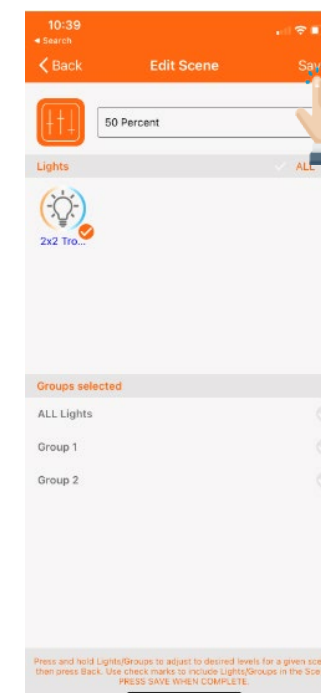 10:39
◄ Search
Back
Edit Scene
50 Percent
Lights
ALL
2x2 Tro...
Groups selected
ALL Lights
Group 1
Group 2
Press and hold Lights/Groups to adjust to desired levels for a given
then press Back. Use check marks to include Lights/Groups in the
PRESS SAVE WHEN COMPLETE.